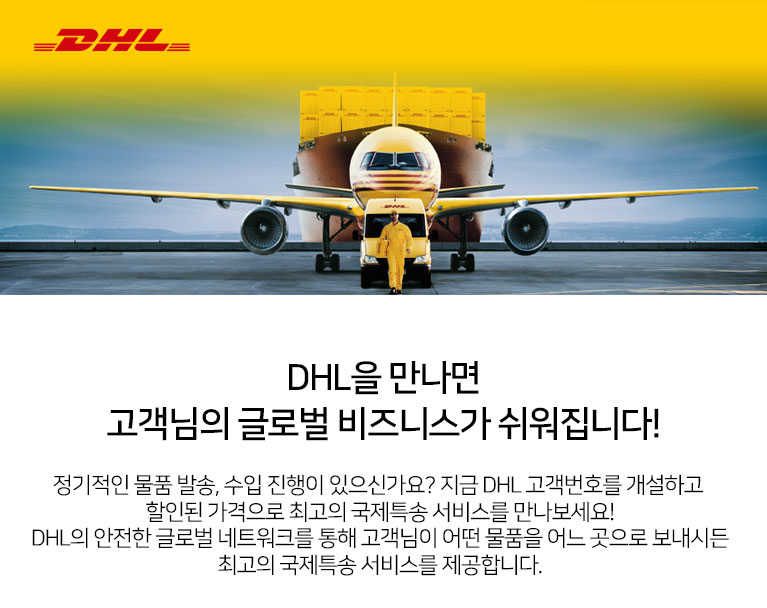 DHL
DHL
DHL을 만나면
고객님의 글로벌 비즈니스가 쉬워집니다!
정기적인 물품 발송, 수입 진행이 있으신가요? 지금 DHL 고객번호를 개설하고
할인된 가격으로 최고의 국제특송 서비스를 만나보세요!
DHL의 안전한 글로벌 네트워크를 통해 고객님이 어떤 물품을 어느 곳으로 보내시든
최고의 국제특송 서비스를 제공합니다.